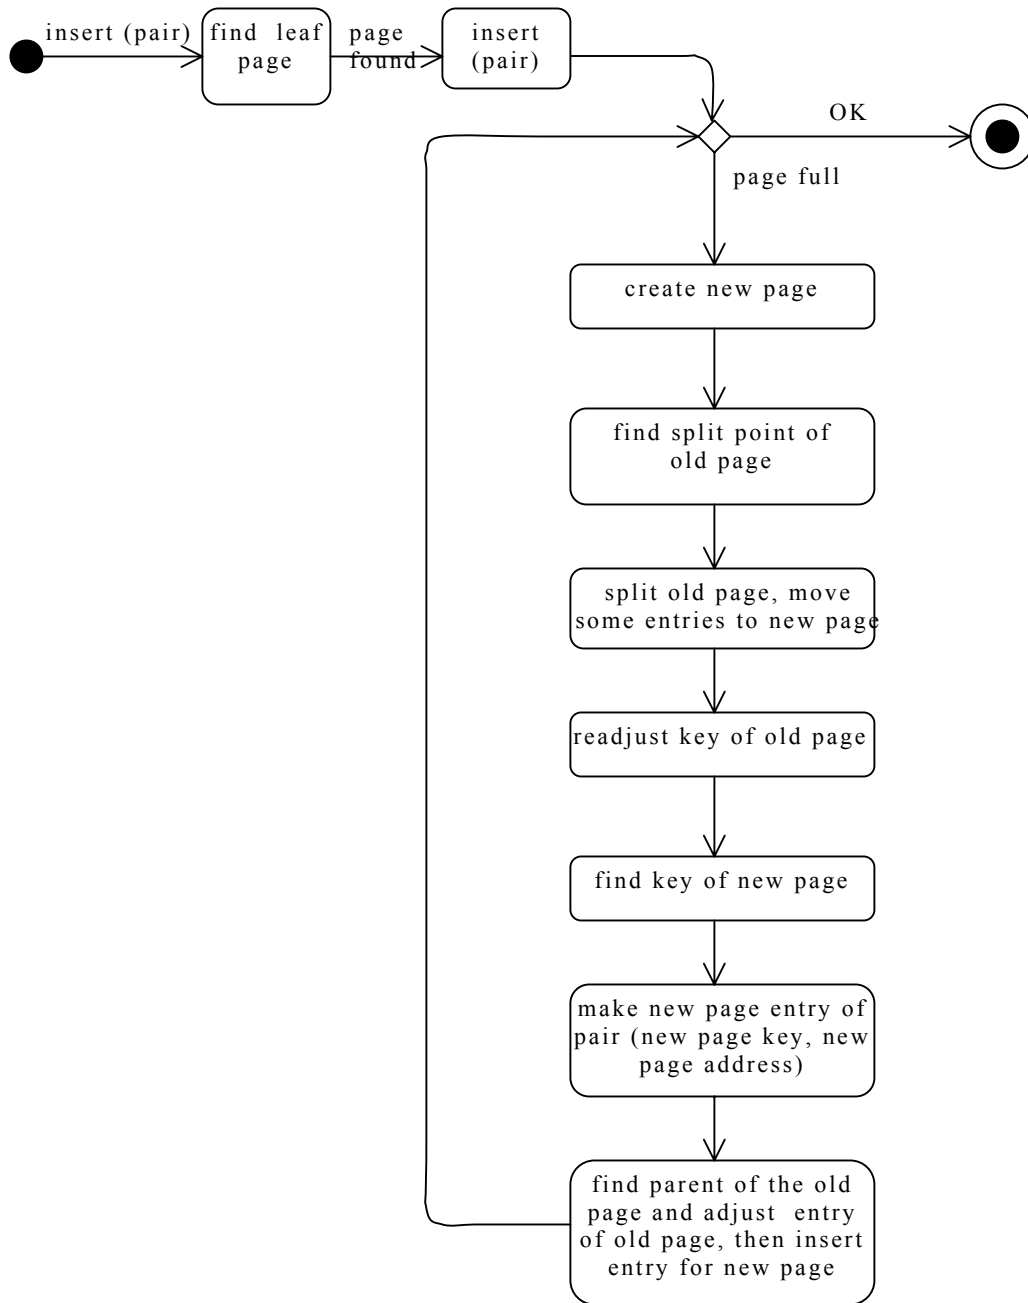 insert (pair)
find leaf
page
page
found
insert
(pair)
OK
page full
create new page
find split point of
old page
split old page, move
some entries to new page
readjust key of old page
find key of new page
make new page entry of
pair (new page key, new
page address)
find parent of the old
page and adjust entry
of old page, then insert
entry for new page